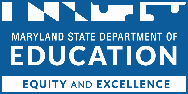 MARYLAND STATE DEPARTMENT OF
EDUCATION
EQUITY AND EXCELLENCE